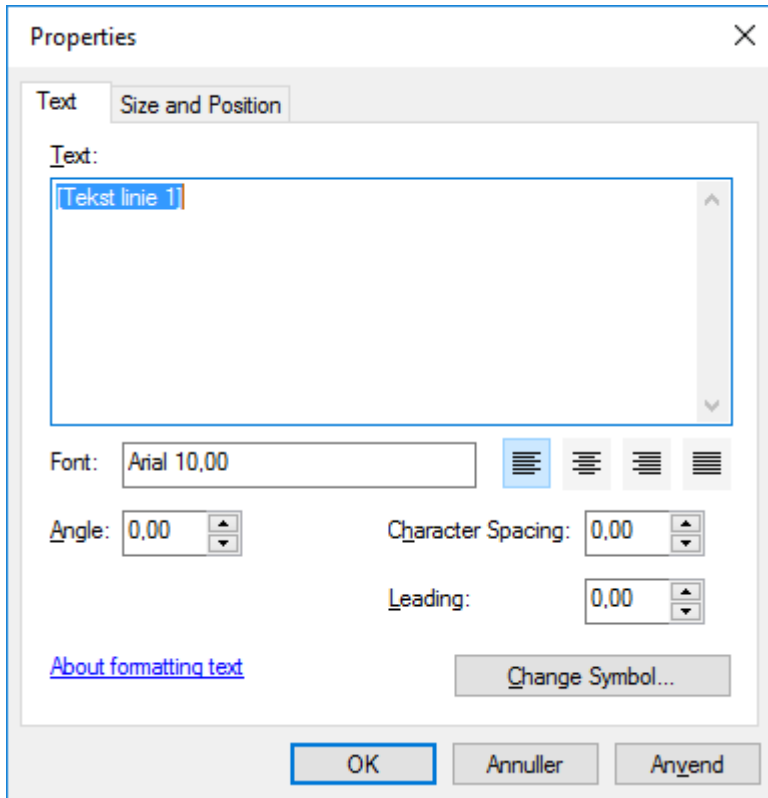 Properties
Text Size and Position
Text:
[Tekst linie 1]
Font: Arial 10,00
Angle: 0,00 Character Spacing: 0,00
Leading: 0,00
About formatting text Change Symbol...
OK Annuller Anvend